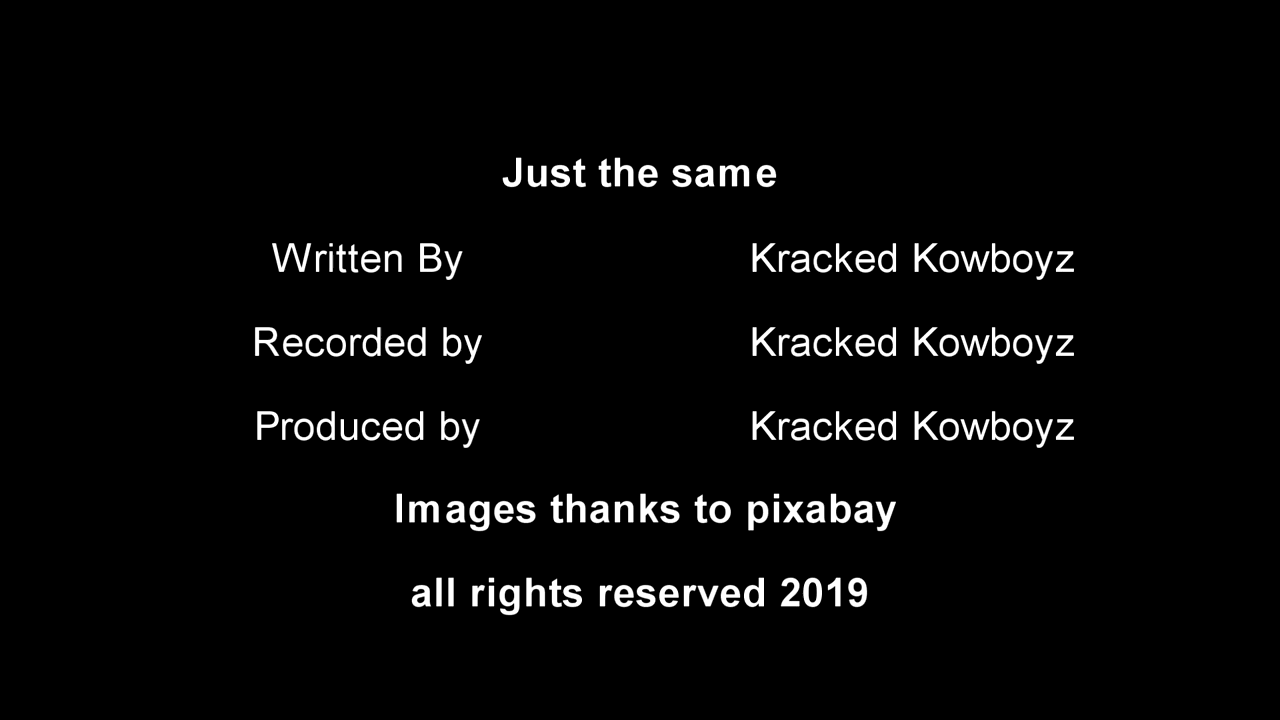 Just the same
Written By Kracked Kowboyz
Recorded by Kracked Kowboyz
Produced by Kracked Kowboyz
Images thanks to pixabay
all rights reserved 2019